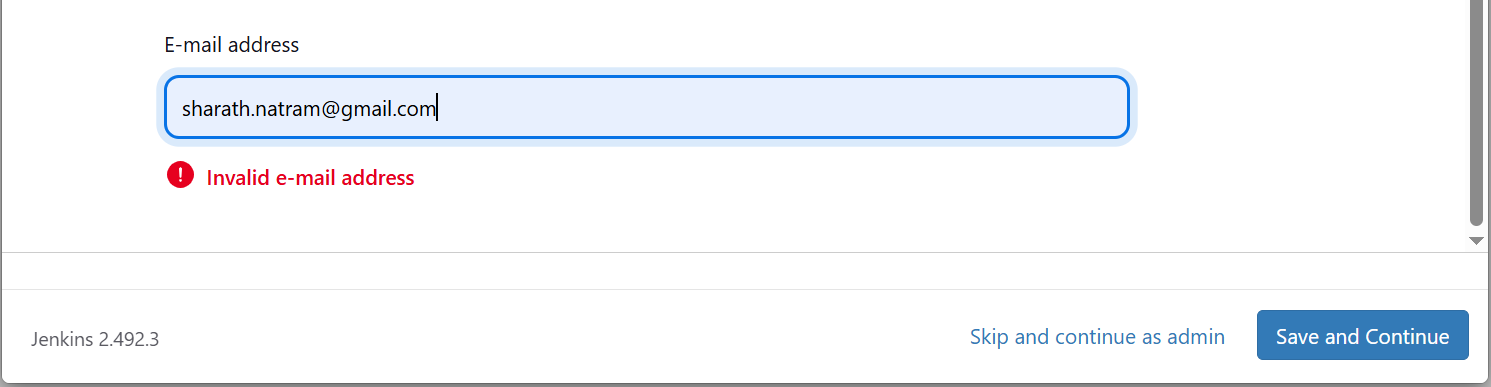 E-mail address
sharath.natram@gmail.com
Invalid e-mail address
Jenkins 2.492.3
Skip and continue as admin
Save and Continue